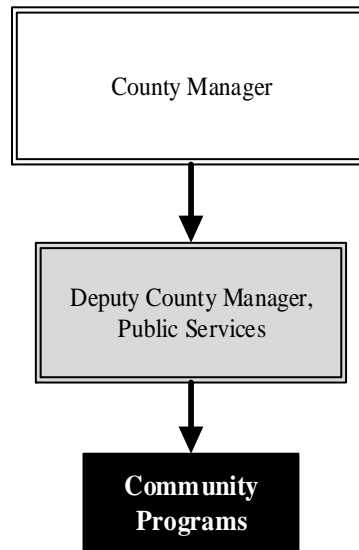 County Manager
Deputy County Manager,
Public Services
Community
Programs